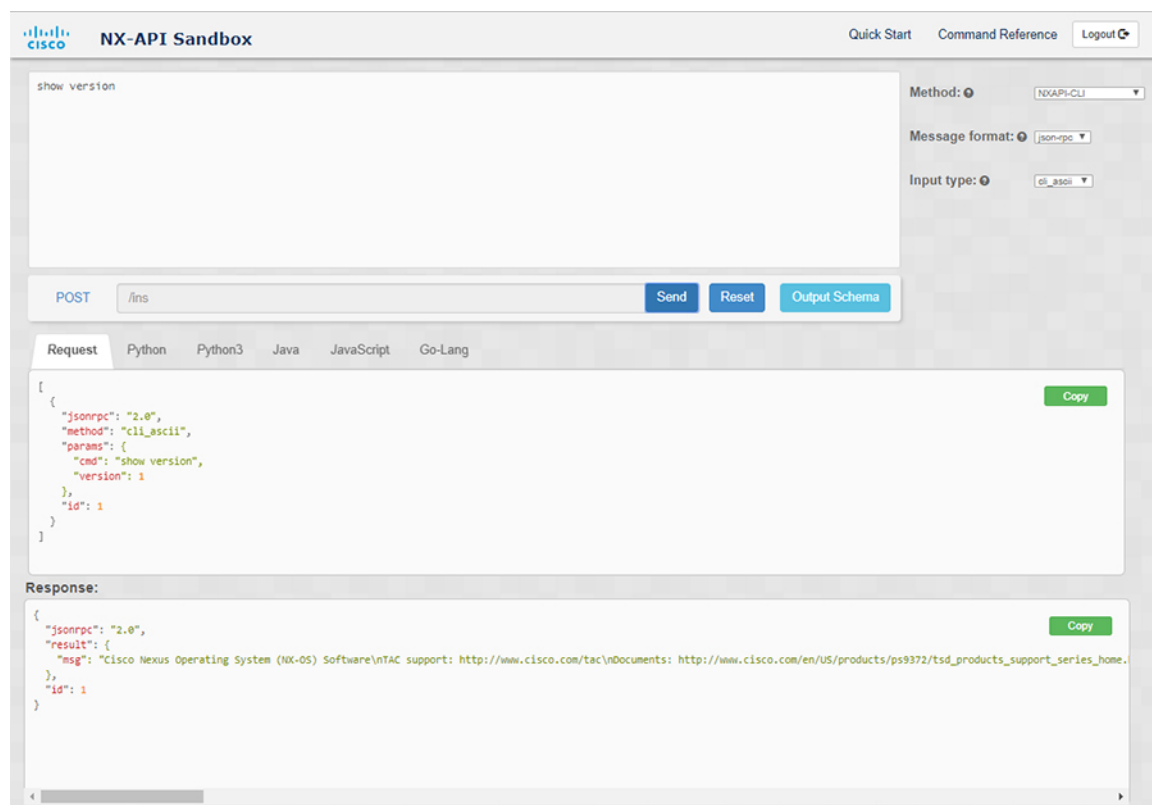 CISCO
NX-API Sandbox
Quick Start
Command Reference
Logout
show version
Method:
NXAPI-CLI
Message format:
json-rpc
Input type:
cli_ascii
POST
/ins
Send
Reset
Output Schema
Request
Python
Python3
Java
JavaScript
Go-Lang
[
{
"jsonrpc": "2.0",
"method": "cli_ascii",
"params": {
"cmd": "show version",
"version": 1
},
"id": 1
}
]
Copy
Response:
{
"jsonrpc": "2.0",
"result": {
"msg": "Cisco Nexus Operating System (NX-OS) Software\nTAC support: http://www.cisco.com/tac\nDocuments: http://www.cisco.com/en/US/products/ps9372/tsd_products_support_series_home.
},
"id": 1
}
Copy